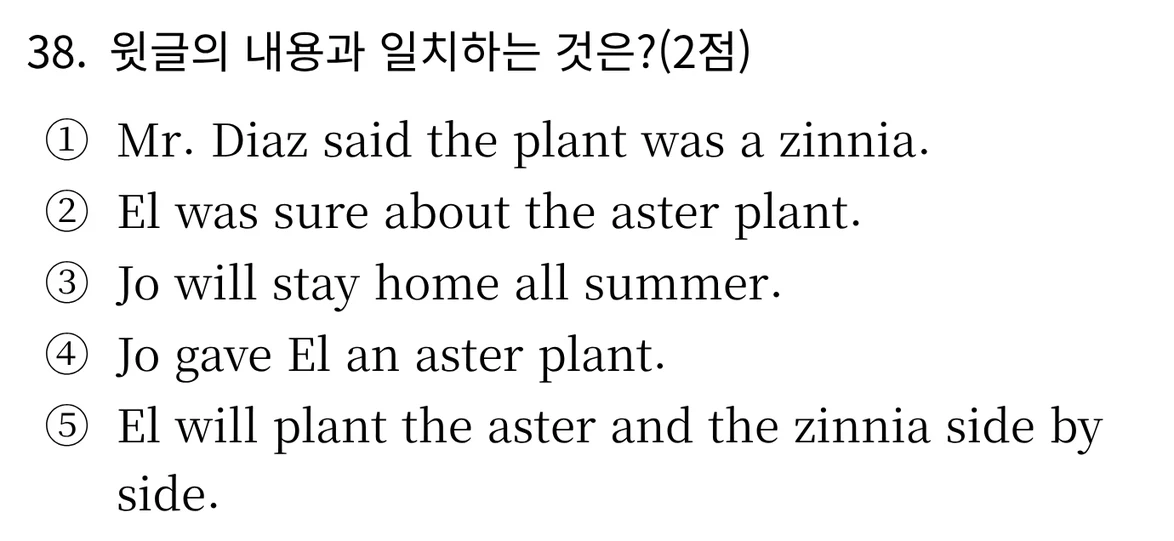 38. 윗글의 내용과 일치하는 것은?(2점)
① Mr. Diaz said the plant was a zinnia.
② El was sure about the aster plant.
③ Jo will stay home all summer.
④ Jo gave El an aster plant.
⑤ El will plant the aster and the zinnia side by
side.